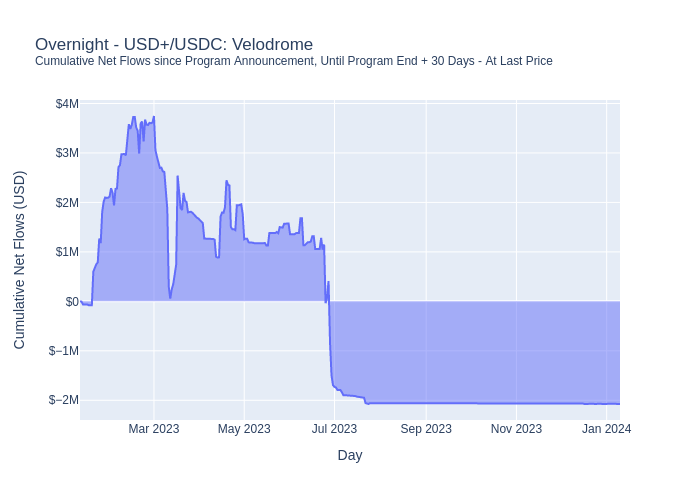 Overnight - USD+/USDC: Velodrome
Cumulative Net Flows since Program Announcement, Until Program End + 30 Days - At Last Price
$4M
$3M
$2M
$1M
$0
$−1M
$−2M
Cumulative Net Flows (USD)
Mar 2023
May 2023
Jul 2023
Sep 2023
Nov 2023
Jan 2024
Day